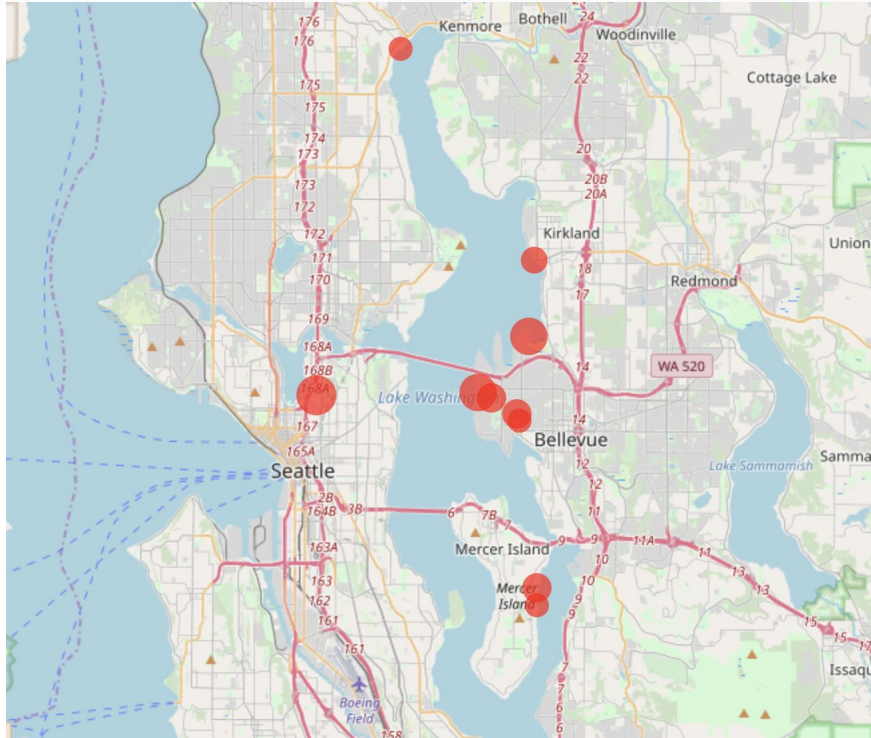 176
Kenmore
Bothell
24
Woodinville
176
22
22
Cottage Lake
175
175
174
20
173
20B
20A
173
172
172
Kirkland
171
Union
170
18
Redmond
17
169
168A
168B
14
WA 520
168A
Lake Washington
167
14
Bellevue
165A
12
Samma
Lake Sammamish
Seattle
12
2B
164B
3B
6
7B
7
11
163A
Mercer Island
9
9
11A
11
10
163
10
13
13
162
Mercer
Island
9
9
161
15
15
17
161
7
7
Issaqu
6
6
Boeing
Field
158